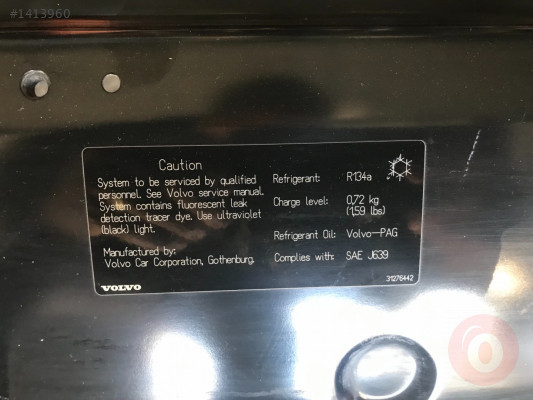 #1413960
Caution
System to be serviced by qualified
personnel. See Volvo service manual.
System contains fluorescent leak
detection tracer dye. Use ultraviolet
(black) light.
Manufactured by:
Volvo Car Corporation, Gothenburg.
VOLVO
Refrigerant: R134a
Charge level: 0,72 kg
(1,59 lbs)
Refrigerant Oil: Volvo-PAG
Complies with: SAE J639
31276442